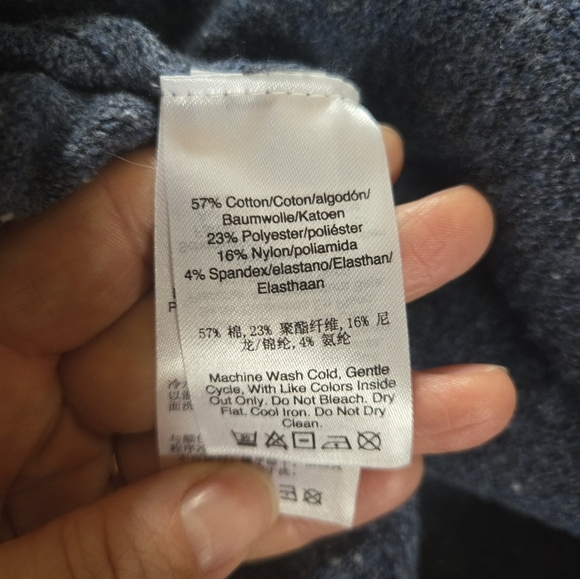 57% Cotton/Coton/algodón/
Baumwolle/Katoen
23% Polyester/poliéster
16% Nylon/poliamida
4% Spandex/elastano/Elasthan/
Elasthaan
57% 棉,23% 聚酯纤维,16% 尼
龙/锦纶,4% 氨纶
Machine Wash Cold, Gentle
Cycle, With Like Colors Inside
Out Only. Do Not Bleach. Dry
Flat. Cool Iron. Do Not Dry
Clean.